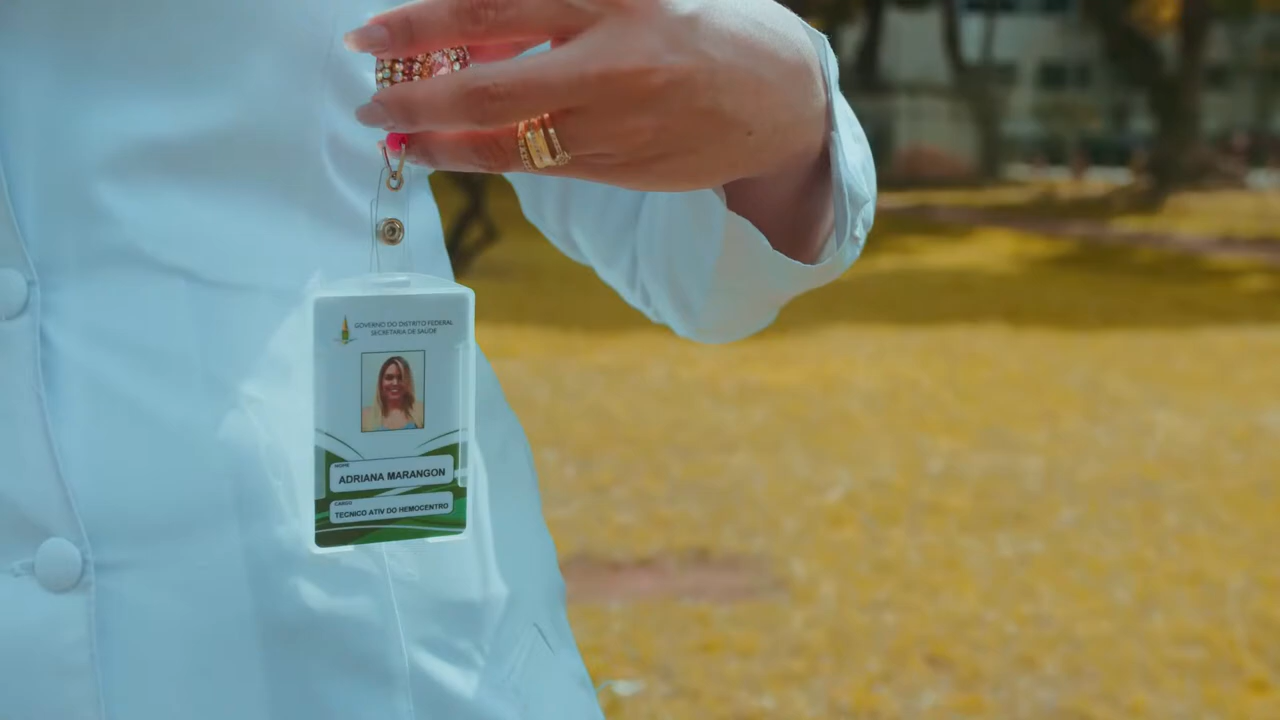 GOVERNO DO DISTRITO FEDERAL
SECRETARIA DE SAÚDE
NOME
ADRIANA MARANGON
CARGO
TECNICO ATIV DO HEMOCENTRO